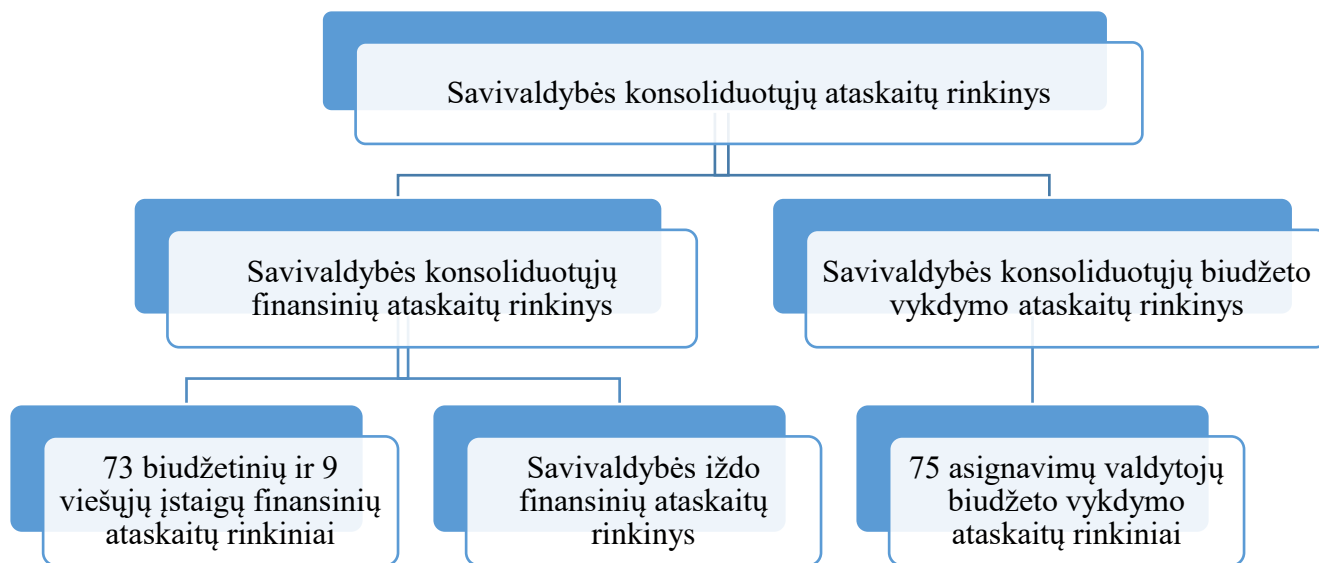 Savivaldybės konsoliduotųjų ataskaitų rinkinys
Savivaldybės konsoliduotųjų
finansinių ataskaitų rinkinys
Savivaldybės konsoliduotųjų biudžeto
vykdymo ataskaitų rinkinys
73 biudžetinių ir 9
viešųjų įstaigų finansinių
ataskaitų rinkiniai
Savivaldybės iždo
finansinių ataskaitų
rinkinys
75 asignavimų valdytojų
biudžeto vykdymo
ataskaitų rinkiniai